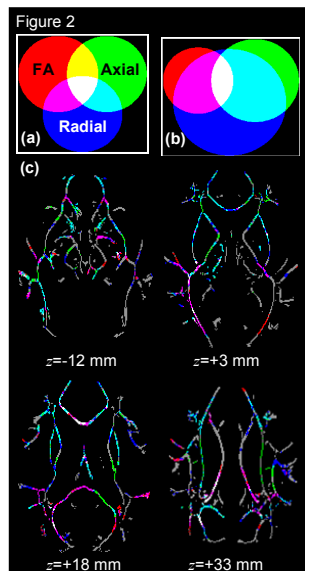 Figure 2
FA Axial
Radial
(a) (b)
(c)
z=-12 mm z=+3 mm
z=+18 mm z=+33 mm